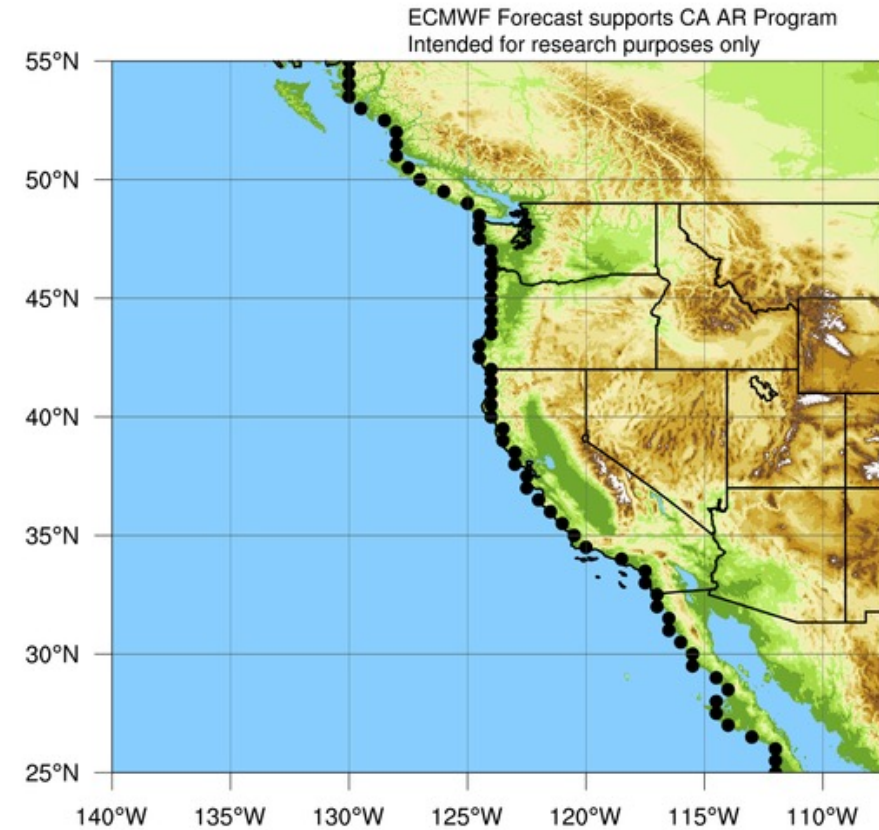 ECMWF Forecast supports CA AR Program
Intended for research purposes only
55°N
50°N
45°N
40°N
35°N
30°N
25°N
140°W 135°W 130°W 125°W 120°W 115°W 110°W